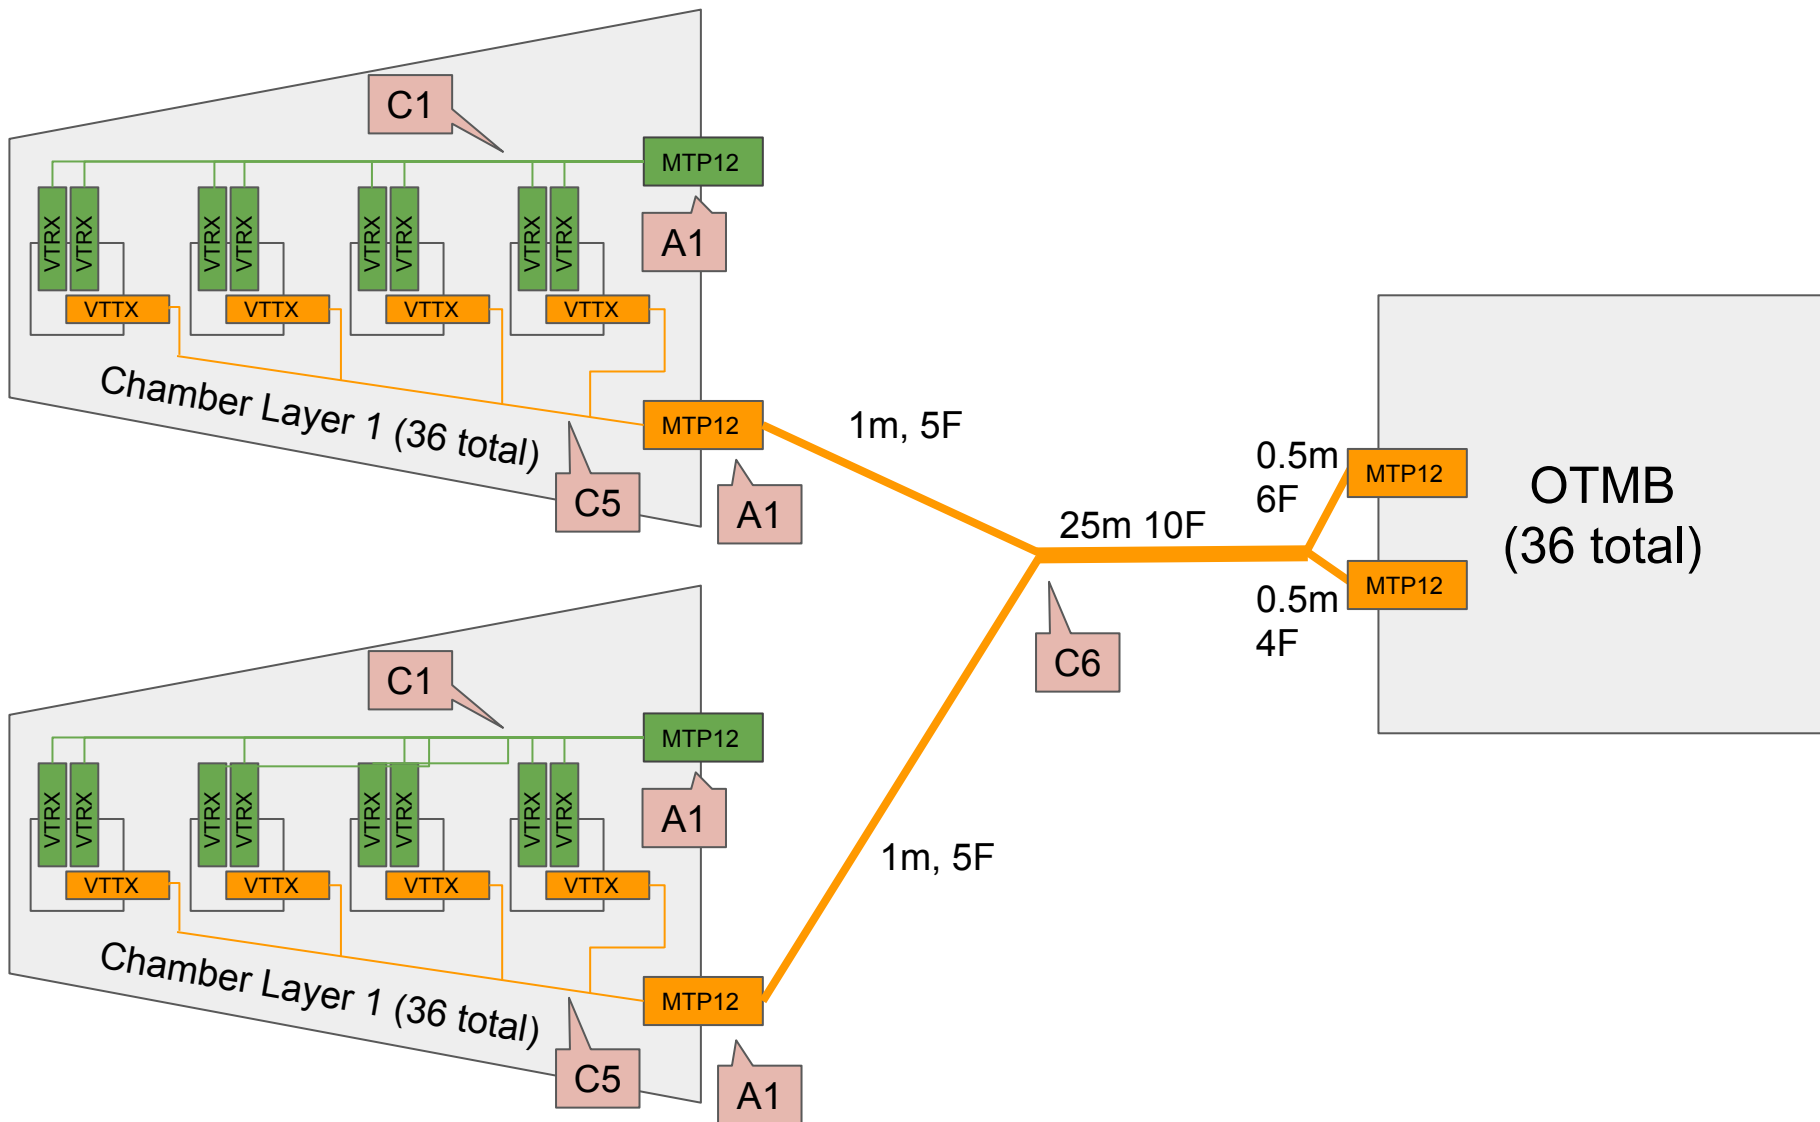 C1
MTP12
A1
VTRX
VTRX
VTRX
VTRX
VTRX
VTRX
VTRX
VTRX
VTTX
VTTX
VTTX
VTTX
Chamber Layer 1 (36 total)
MTP12
C5
A1
1m, 5F
25m 10F
C6
0.5m
6F
MTP12
0.5m
4F
MTP12
OTMB
(36 total)
C1
MTP12
A1
VTRX
VTRX
VTRX
VTRX
VTRX
VTRX
VTRX
VTRX
VTTX
VTTX
VTTX
VTTX
Chamber Layer 1 (36 total)
MTP12
C5
A1
1m, 5F